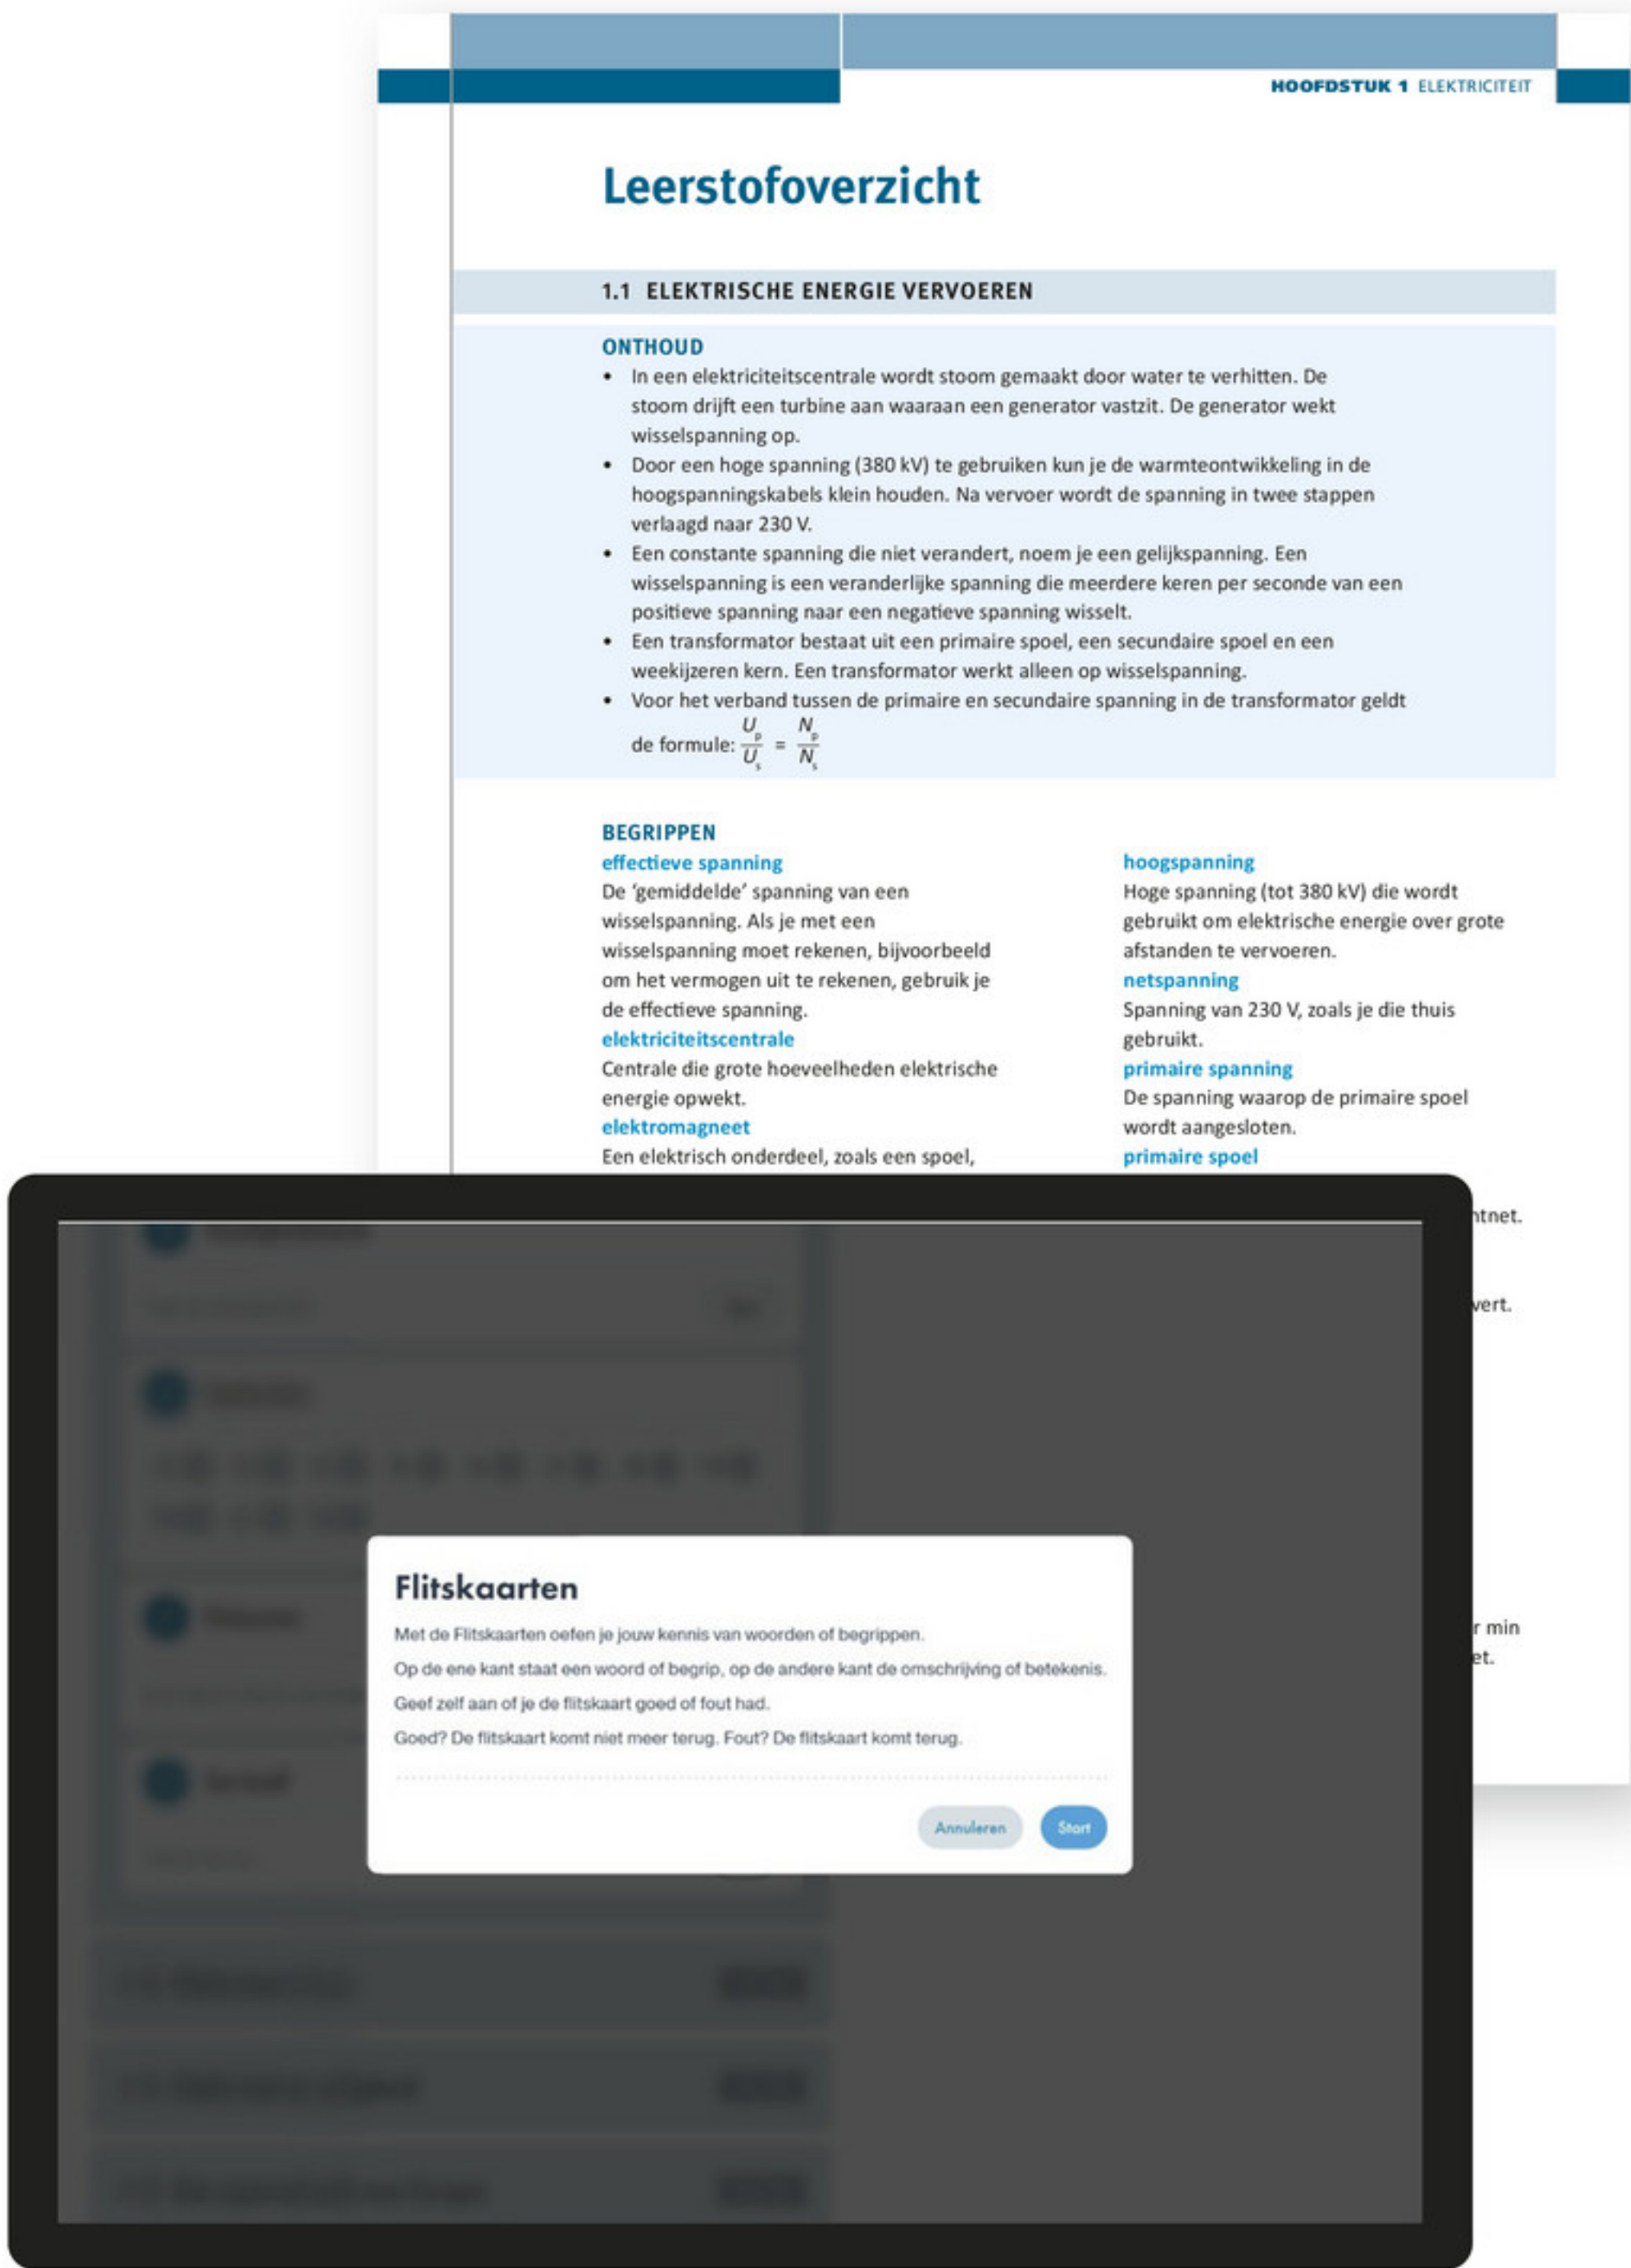 HOOFDSTUK 1 ELEKTRICITEIT
Leerstofoverzicht
1.1 ELEKTRISCHE ENERGIE VERVOEREN
ONTHOUD
• In een elektriciteitscentrale wordt stoom gemaakt door water te verhitten. De
stoom drijft een turbine aan waaraan een generator vastzit. De generator wekt
wisselspanning op.
• Door een hoge spanning (380 kV) te gebruiken kun je de warmteontwikkeling in de
hoogspanningskabels klein houden. Na vervoer wordt de spanning in twee stappen
verlaagd naar 230 V.
• Een constante spanning die niet verandert, noem je een gelijkspanning. Een
wisselspanning is een veranderlijke spanning die meerdere keren per seconde van een
positieve spanning naar een negatieve spanning wisselt.
• Een transformator bestaat uit een primaire spoel, een secundaire spoel en een
weekijzeren kern. Een transformator werkt alleen op wisselspanning.
• Voor het verband tussen de primaire en secundaire spanning in de transformator geldt
de formule: U_p/U_s = N_p/N_s
BEGRIPPEN
effectieve spanning
De ‘gemiddelde’ spanning van een
wisselspanning. Als je met een
wisselspanning moet rekenen, bijvoorbeeld
om het vermogen uit te rekenen, gebruik je
de effectieve spanning.
elektriciteitscentrale
Centrale die grote hoeveelheden elektrische
energie opwekt.
elektromagneet
Een elektrisch onderdeel, zoals een spoel,
hoogspanning
Hoge spanning (tot 380 kV) die wordt
gebruikt om elektrische energie over grote
afstanden te vervoeren.
netspanning
Spanning van 230 V, zoals je die thuis
gebruikt.
primaire spanning
De spanning waarop de primaire spoel
wordt aangesloten.
primaire spoel
ntnet.
vert.
r min
et.
Flitskaarten
Met de Flitskaarten oefen je jouw kennis van woorden of begrippen.
Op de ene kant staat een woord of begrip, op de andere kant de omschrijving of betekenis.
Geef zelf aan of je de flitskaart goed of fout had.
Goed? De flitskaart komt niet meer terug. Fout? De flitskaart komt terug.
Annuleren
Start